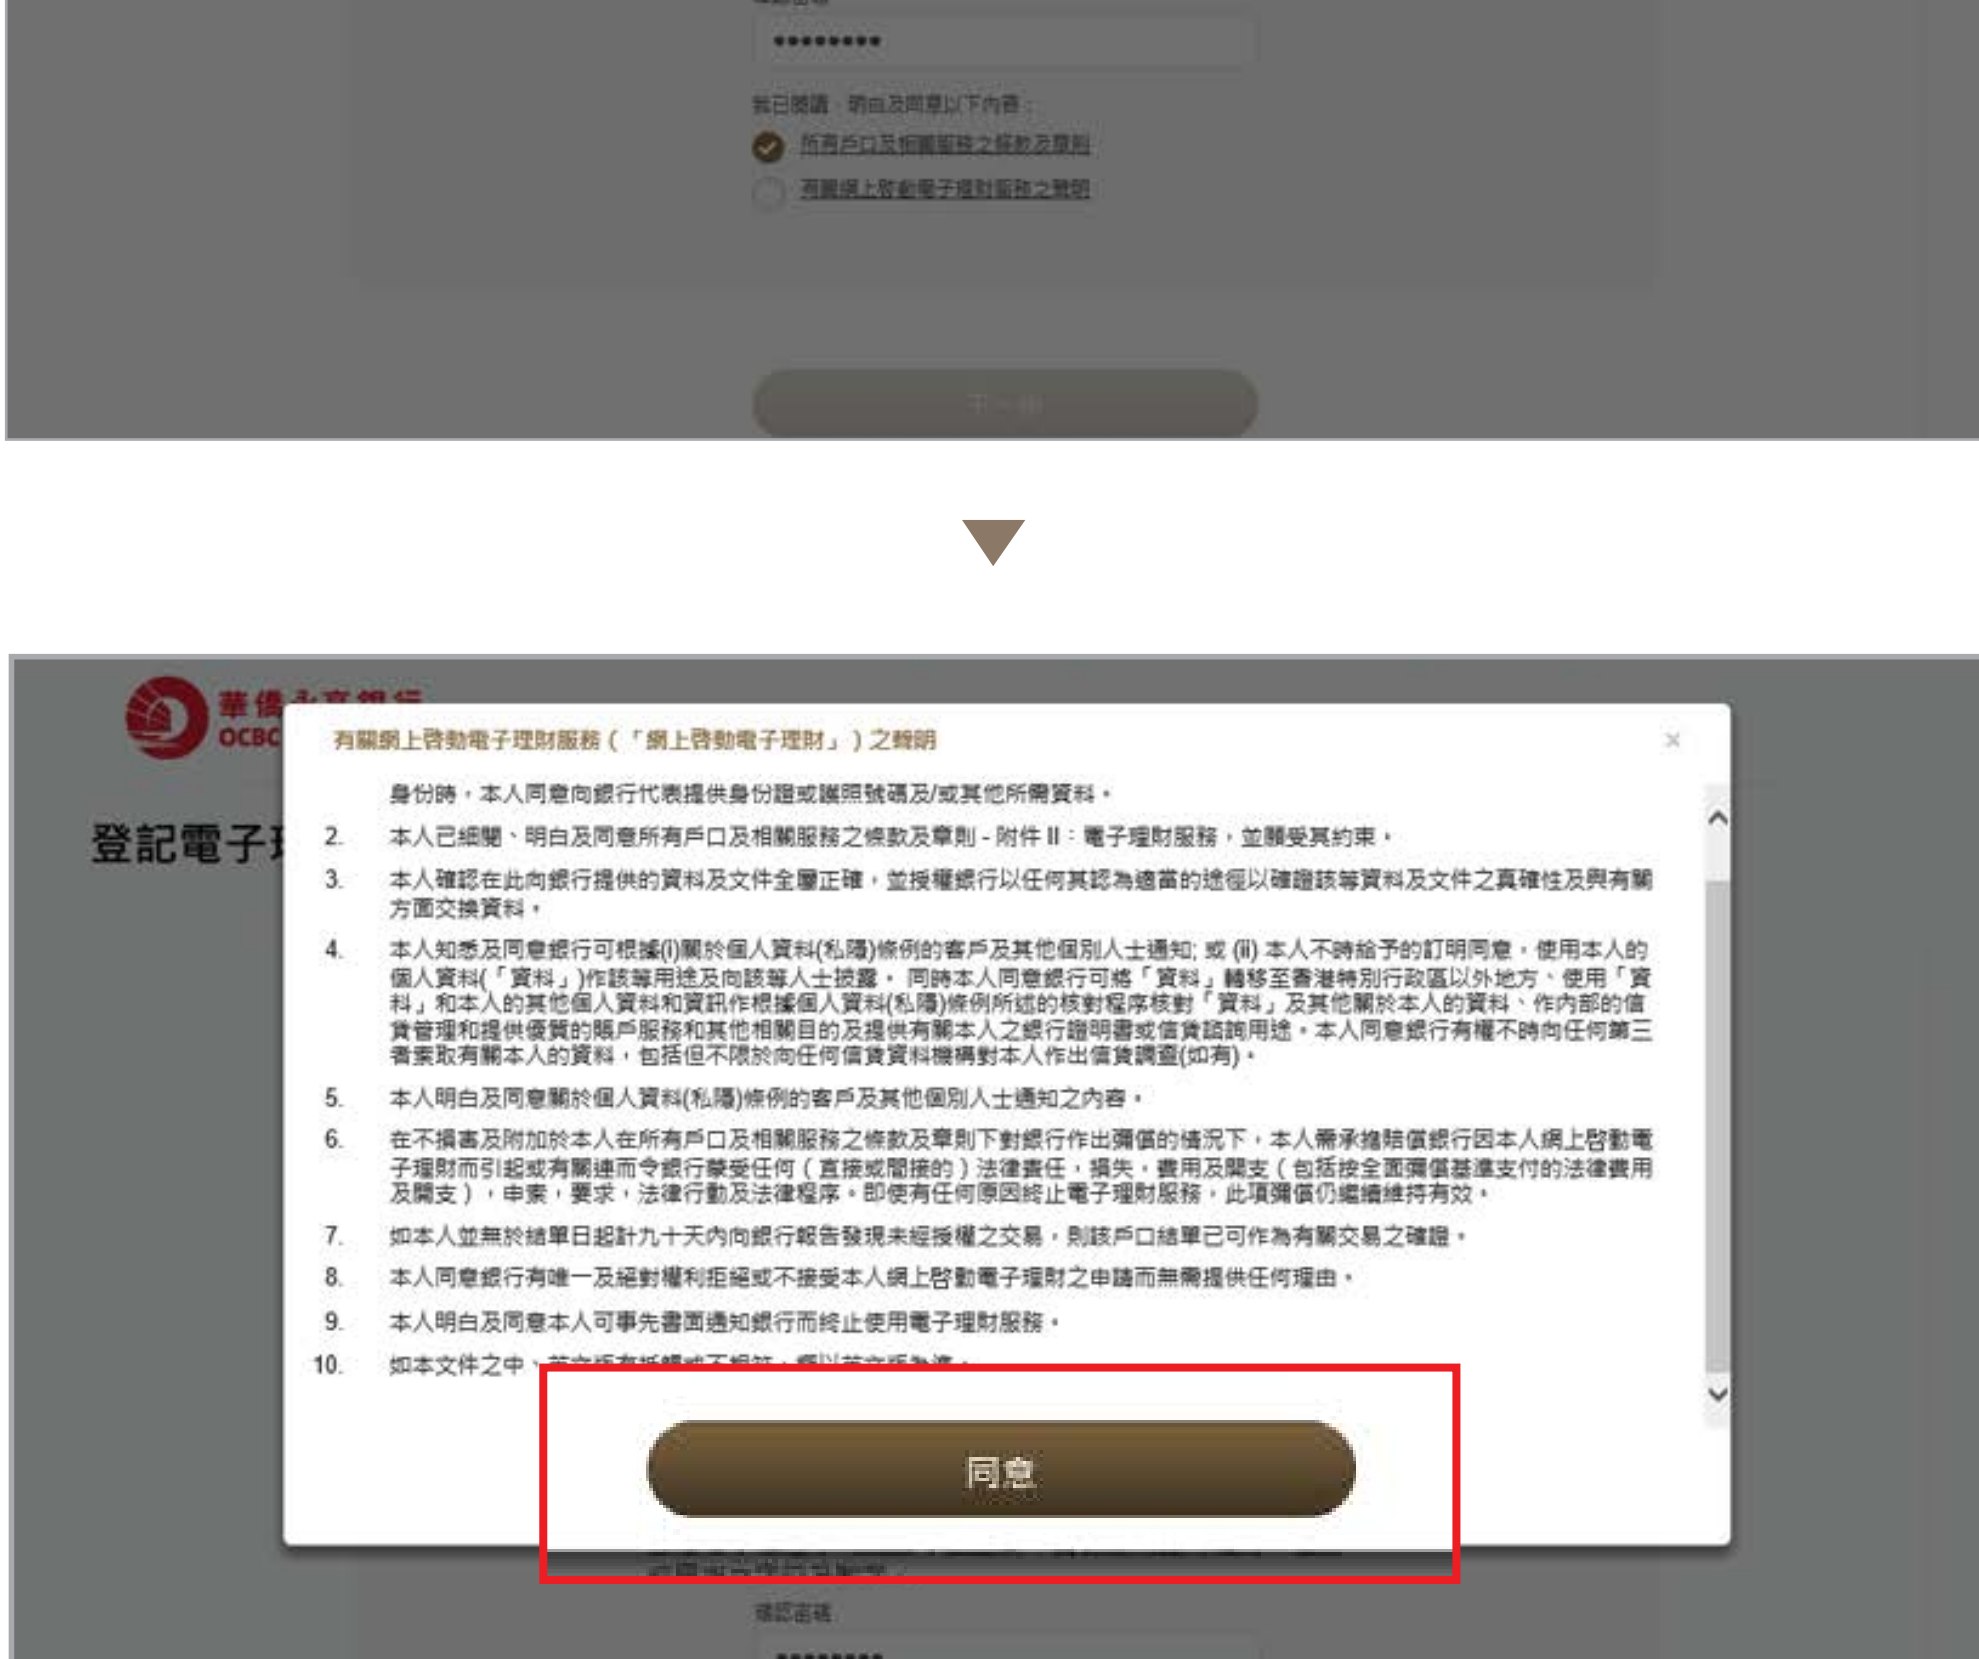 ••••••••
我已閱讀、明白及同意以下內容：
所有戶口及相關服務之條款及章則
有關網上啓動電子理財服務之聲明
下一步
華僑永亨銀行
OCBC
登記電子理
有關網上啓動電子理財服務（「網上啓動電子理財」）之聲明
身份時，本人同意向銀行代表提供身份證或護照號碼及/或其他所需資料。
2. 本人已細閱、明白及同意所有戶口及相關服務之條款及章則 - 附件 II：電子理財服務，並願受其約束。
3. 本人確認在此向銀行提供的資料及文件全屬正確，並授權銀行以任何其認為適當的途徑以確證該等資料及文件之真確性及與有關
方面交換資料。
4. 本人知悉及同意銀行可根據(i)關於個人資料(私隱)條例的客戶及其他個別人士通知; 或 (ii) 本人不時給予的訂明同意，使用本人的
個人資料(「資料」)作該等用途及向該等人士披露。 同時本人同意銀行可將「資料」轉移至香港特別行政區以外地方、使用「資
料」和本人的其他個人資料和資訊作根據個人資料(私隱)條例所述的核對程序核對「資料」及其他關於本人的資料、作內部的信
貸管理和提供優質的賬戶服務和其他相關目的及提供有關本人之銀行證明書或信貸諮詢用途。本人同意銀行有權不時向任何第三
者索取有關本人的資料，包括但不限於向任何信貸資料機構對本人作出信貸調查(如有)。
5. 本人明白及同意關於個人資料(私隱)條例的客戶及其他個別人士通知之內容。
6. 在不損害及附加於本人在所有戶口及相關服務之條款及章則下對銀行作出彌償的情況下，本人需承擔賠償銀行因本人網上啓動電
子理財而引起或有關連而令銀行蒙受任何（直接或間接的）法律責任，損失，費用及開支（包括按全面彌償基準支付的法律費用
及開支），申索，要求，法律行動及法律程序。即使有任何原因終止電子理財服務，此項彌償仍繼續維持有效。
7. 如本人並無於結單日起計九十天內向銀行報告發現未經授權之交易，則該戶口結單已可作為有關交易之確證。
8. 本人同意銀行有唯一及絕對權利拒絕或不接受本人網上啓動電子理財之申請而無需提供任何理由。
9. 本人明白及同意本人可事先書面通知銀行而終止使用電子理財服務。
10. 如本文件之中、英文版有抵觸或不相符，概以英文版為準。
同意
確認密碼
••••••••